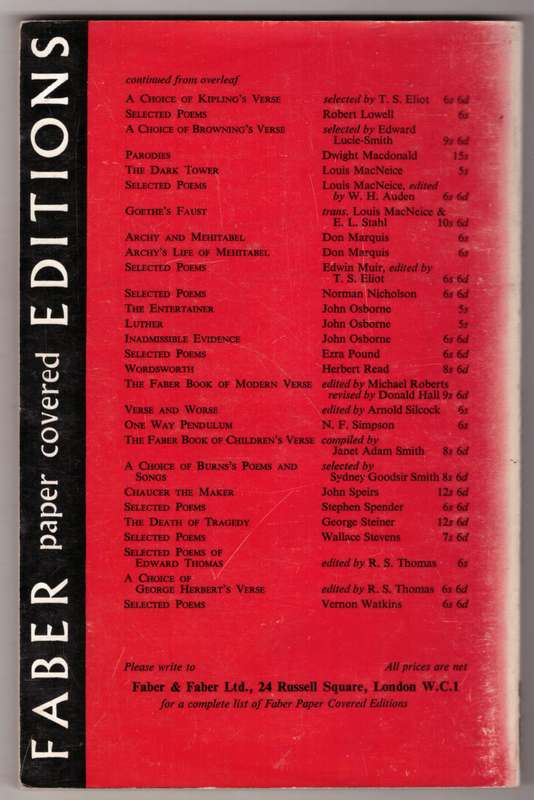 FABER paper covered EDITIONS
continued from overleaf
A CHOICE OF KIPLING'S VERSE selected by T. S. Eliot 6s 6d
SELECTED POEMS Robert Lowell 6s
A CHOICE OF BROWNING'S VERSE selected by Edward
Lucie-Smith 9s 6d
PARODIES Dwight Macdonald 15s
THE DARK TOWER Louis MacNeice 5s
SELECTED POEMS Louis MacNeice, edited
by W. H. Auden 6s 6d
GOETHE'S FAUST trans. Louis MacNeice &
E. L. Stahl 10s 6d
ARCHY AND MEHITABEL Don Marquis 6s
ARCHY'S LIFE OF MEHITABEL Don Marquis 6s
SELECTED POEMS Edwin Muir, edited by
T. S. Eliot 6s 6d
SELECTED POEMS Norman Nicholson 6s 6d
THE ENTERTAINER John Osborne 5s
LUTHER John Osborne 5s
INADMISSIBLE EVIDENCE John Osborne 6s 6d
SELECTED POEMS Ezra Pound 6s 6d
WORDSWORTH Herbert Read 8s 6d
THE FABER BOOK OF MODERN VERSE edited by Michael Roberts
revised by Donald Hall 9s 6d
VERSE AND WORSE edited by Arnold Silcock 6s
ONE WAY PENDULUM N. F. Simpson 6s
THE FABER BOOK OF CHILDREN'S VERSE compiled by
Janet Adam Smith 8s 6d
A CHOICE OF BURNS'S POEMS AND selected by
SONGS Sydney Goodsir Smith 8s 6d
CHAUCER THE MAKER John Speirs 12s 6d
SELECTED POEMS Stephen Spender 6s 6d
THE DEATH OF TRAGEDY George Steiner 12s 6d
SELECTED POEMS Wallace Stevens 7s 6d
SELECTED POEMS OF
EDWARD THOMAS edited by R. S. Thomas 6s
A CHOICE OF
GEORGE HERBERT'S VERSE edited by R. S. Thomas 6s 6d
SELECTED POEMS Vernon Watkins 6s 6d
Please write to All prices are net
Faber & Faber Ltd., 24 Russell Square, London W.C.1
for a complete list of Faber Paper Covered Editions